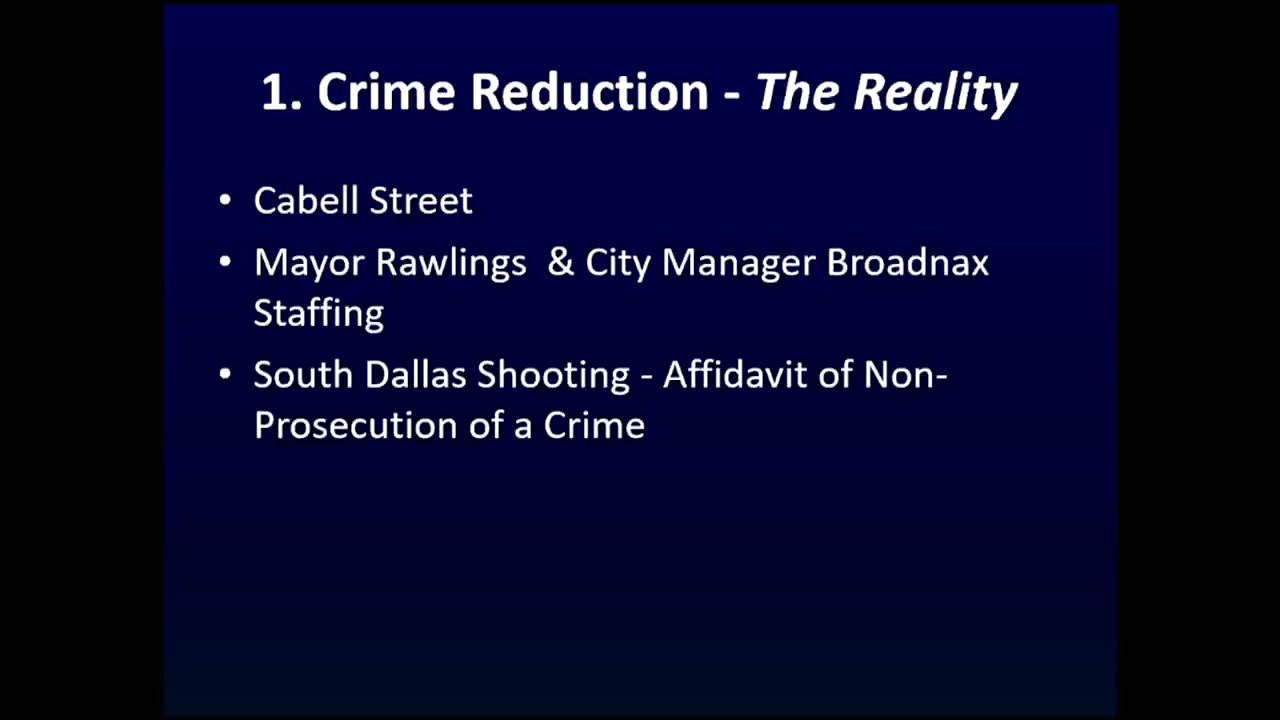 1. Crime Reduction - The Reality
• Cabell Street
• Mayor Rawlings  & City Manager Broadnax
Staffing
• South Dallas Shooting - Affidavit of Non-
Prosecution of a Crime